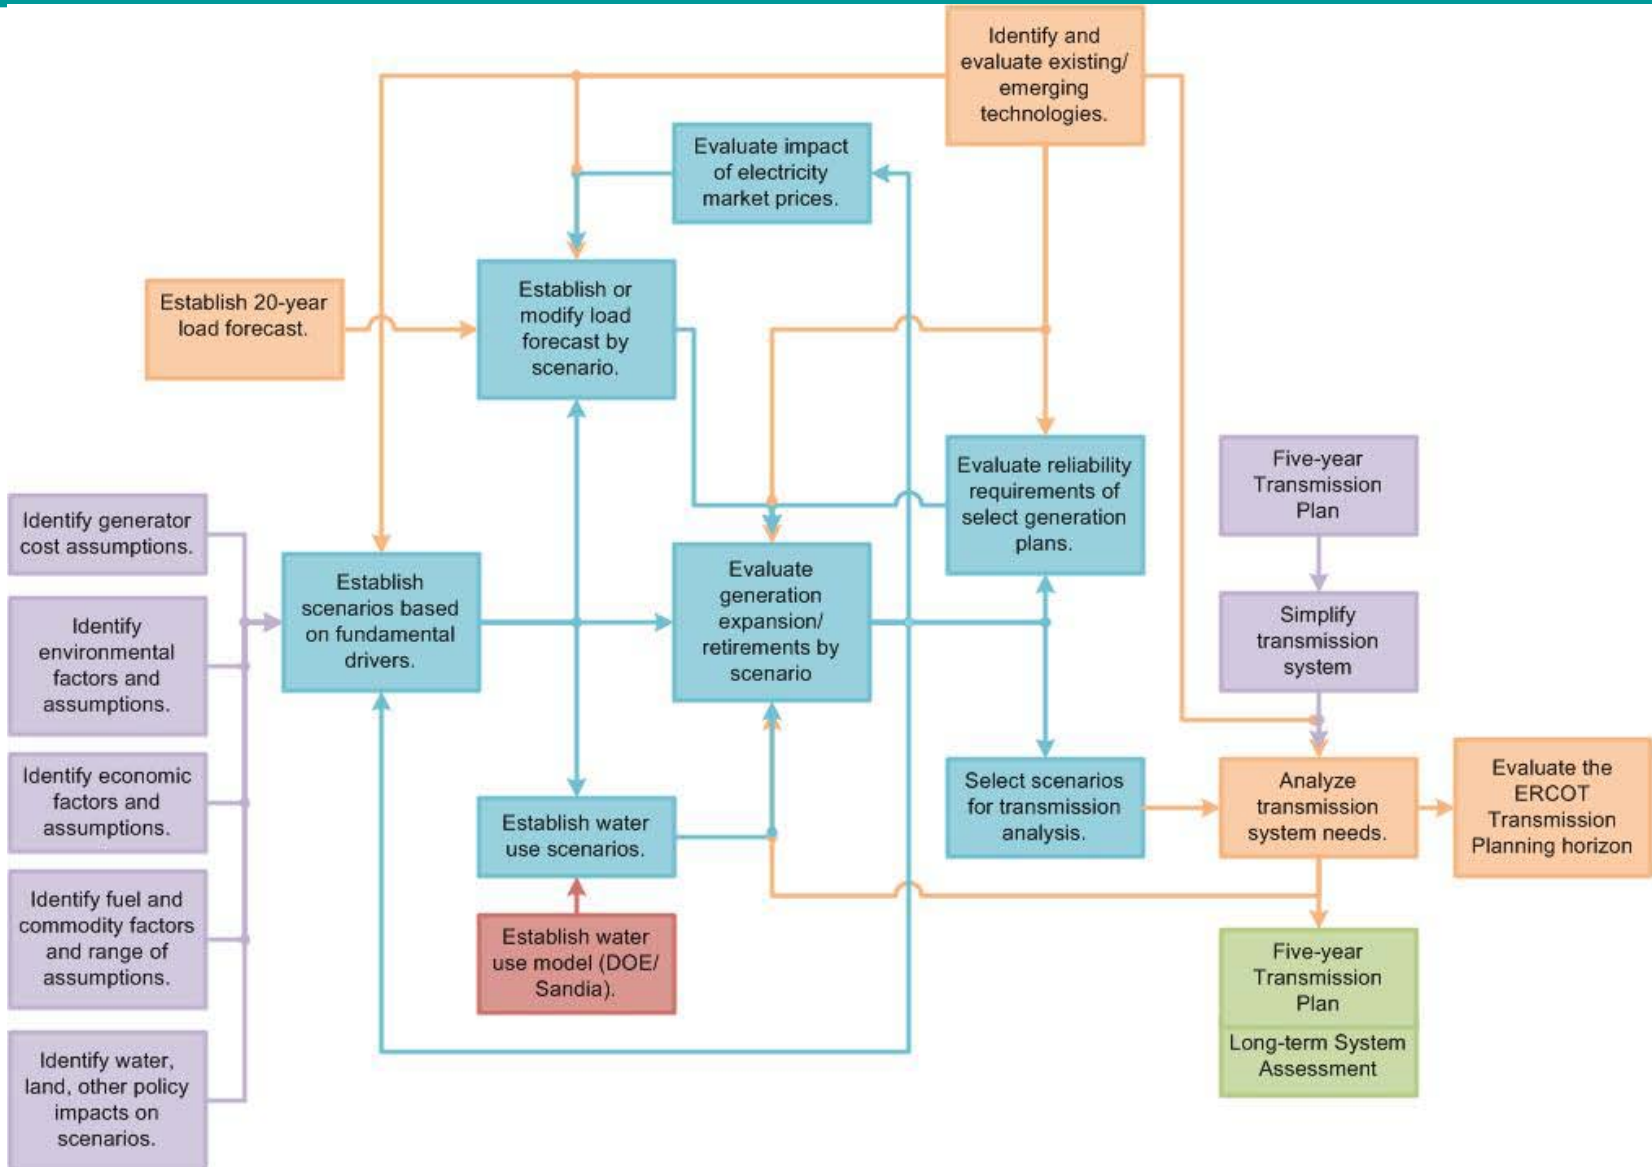 Identify and
evaluate existing/
emerging
technologies.
Evaluate impact
of electricity
market prices.
Establish 20-year
load forecast.
Establish or
modify load
forecast by
scenario.
Evaluate reliability
requirements of
select generation
plans.
Five-year
Transmission
Plan
Identify generator
cost assumptions.
Establish
scenarios based
on fundamental
drivers.
Evaluate
generation
expansion/
retirements by
scenario
Simplify
transmission
system
Identify
environmental
factors and
assumptions.
Identify economic
factors and
assumptions.
Establish water
use scenarios.
Select scenarios
for transmission
analysis.
Analyze
transmission
system needs.
Evaluate the
ERCOT
Transmission
Planning horizon
Identify fuel and
commodity factors
and range of
assumptions.
Establish water
use model (DOE/
Sandia).
Five-year
Transmission
Plan
Long-term System
Assessment
Identify water,
land, other policy
impacts on
scenarios.